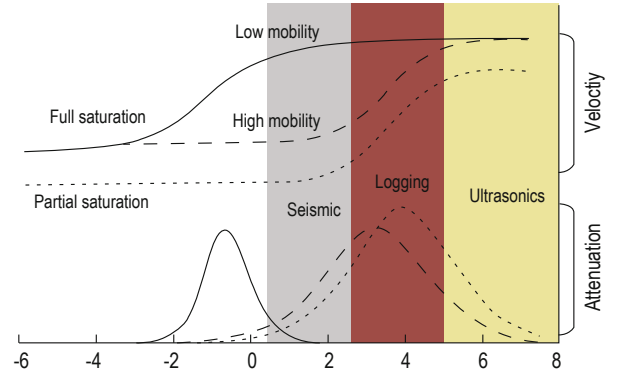 Low mobility
Full saturation
High mobility
Partial saturation
Seismic
Logging
Ultrasonics
Veloctiy
Attenuation
-6 -4 -2 0 2 4 6 8